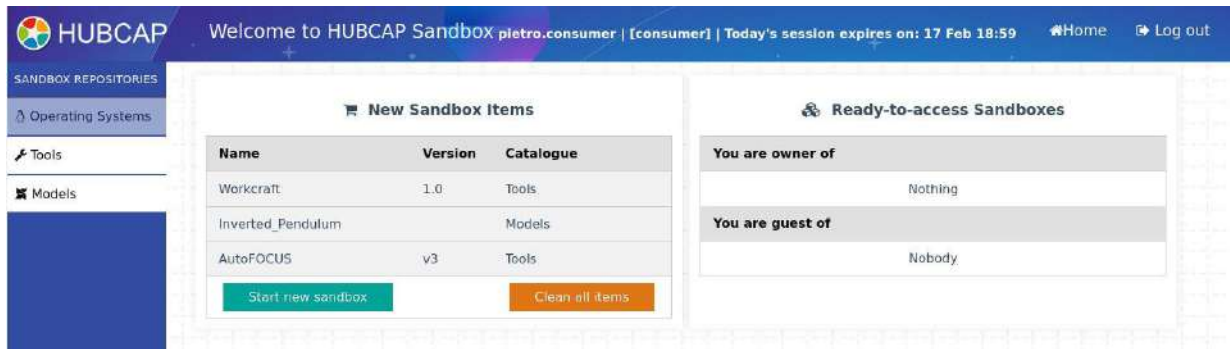 HUBCAP
Welcome to HUBCAP Sandbox pietro.consumer | [consumer] | Today's session expires on: 17 Feb 18:59
Home
Log out
SANDBOX REPOSITORIES
Operating Systems
Tools
Models
New Sandbox Items
Name Version Catalogue
Workcraft 1.0 Tools
Inverted_Pendulum Models
AutoFOCUS v3 Tools
Start new sandbox
Clean all items
Ready-to-access Sandboxes
You are owner of
Nothing
You are guest of
Nobody